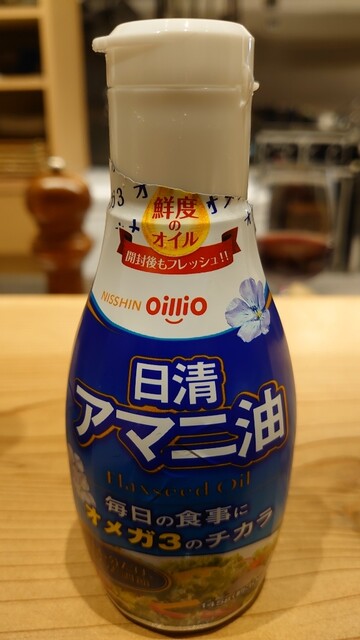 鮮度
の
オイル
開封後もフレッシュ!!
NISSHIN OilliO
日清
アマニ油
Flaxseed Oil
毎日の食事に
オメガ3のチカラ